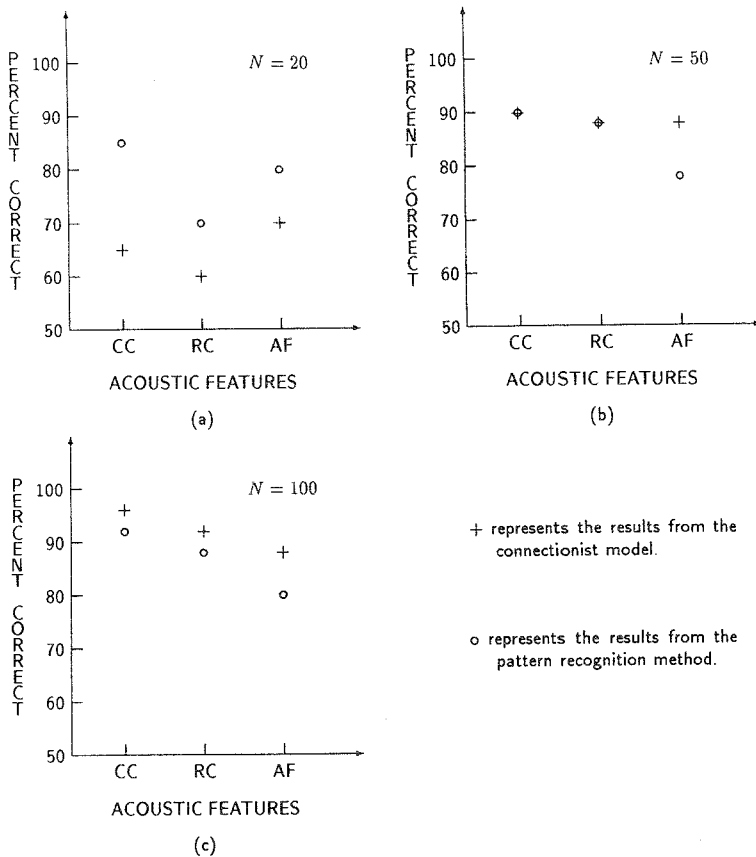 PERCENT CORRECT
N = 20
100
90
80
70
60
50
CC RC AF
ACOUSTIC FEATURES
(a)
PERCENT CORRECT
N = 50
100
90
80
70
60
50
CC RC AF
ACOUSTIC FEATURES
(b)
PERCENT CORRECT
N = 100
100
90
80
70
60
50
CC RC AF
ACOUSTIC FEATURES
(c)
+ represents the results from the
connectionist model.
o represents the results from the
pattern recognition method.